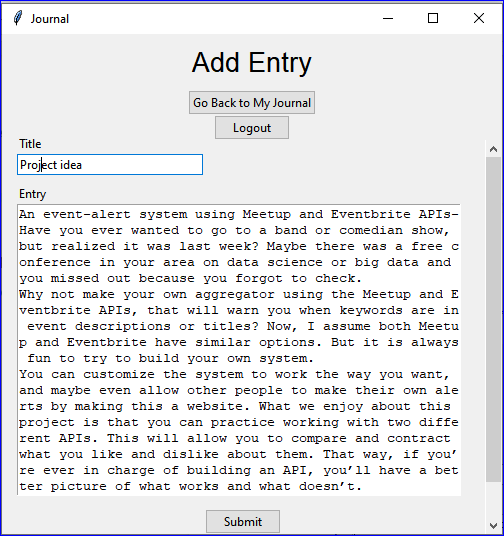 Journal
Add Entry
Go Back to My Journal
Logout
Title
Project idea
Entry
An event-alert system using Meetup and Eventbrite APIs-
Have you ever wanted to go to a band or comedian show,
but realized it was last week? Maybe there was a free c
onference in your area on data science or big data and
you missed out because you forgot to check.
Why not make your own aggregator using the Meetup and E
ventbrite APIs, that will warn you when keywords are in
 event descriptions or titles? Now, I assume both Meetu
p and Eventbrite have similar options. But it is always
 fun to try to build your own system.
You can customize the system to work the way you want,
and maybe even allow other people to make their own ale
rts by making this a website. What we enjoy about this
project is that you can practice working with two diffe
rent APIs. This will allow you to compare and contract
what you like and dislike about them. That way, if you’
re ever in charge of building an API, you’ll have a bet
ter picture of what works and what doesn’t.
Submit